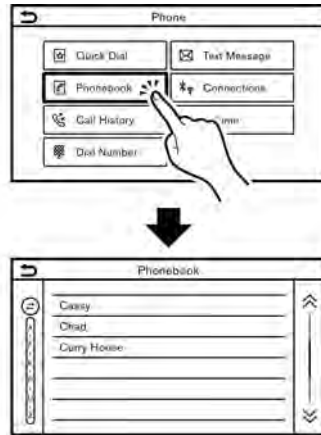 Phone
Quick Dial
Text Message
Phonebook
Connections
Call History
Dial Number
Phonebook
Cassy
Chad
Curry House